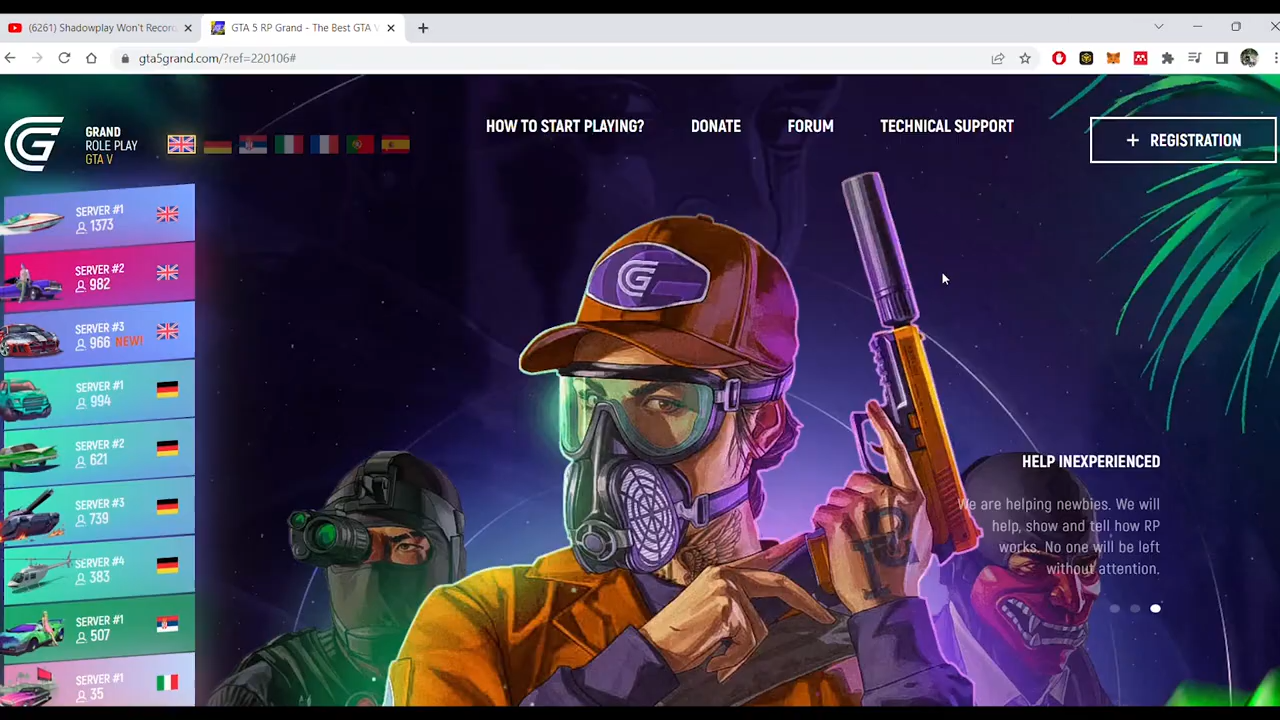 (6261) Shadowplay Won't Record
GTA 5 RP Grand - The Best GTA V
gta5grand.com/?ref=220106#
GRAND
ROLE PLAY
GTA V
HOW TO START PLAYING?
DONATE
FORUM
TECHNICAL SUPPORT
+ REGISTRATION
SERVER #1
1373
SERVER #2
982
SERVER #3
966 NEW!
SERVER #1
994
SERVER #2
621
SERVER #3
739
SERVER #4
383
SERVER #1
507
SERVER #1
35
HELP INEXPERIENCED
We are helping newbies. We will
help, show and tell how RP
works. No one will be left
without attention.